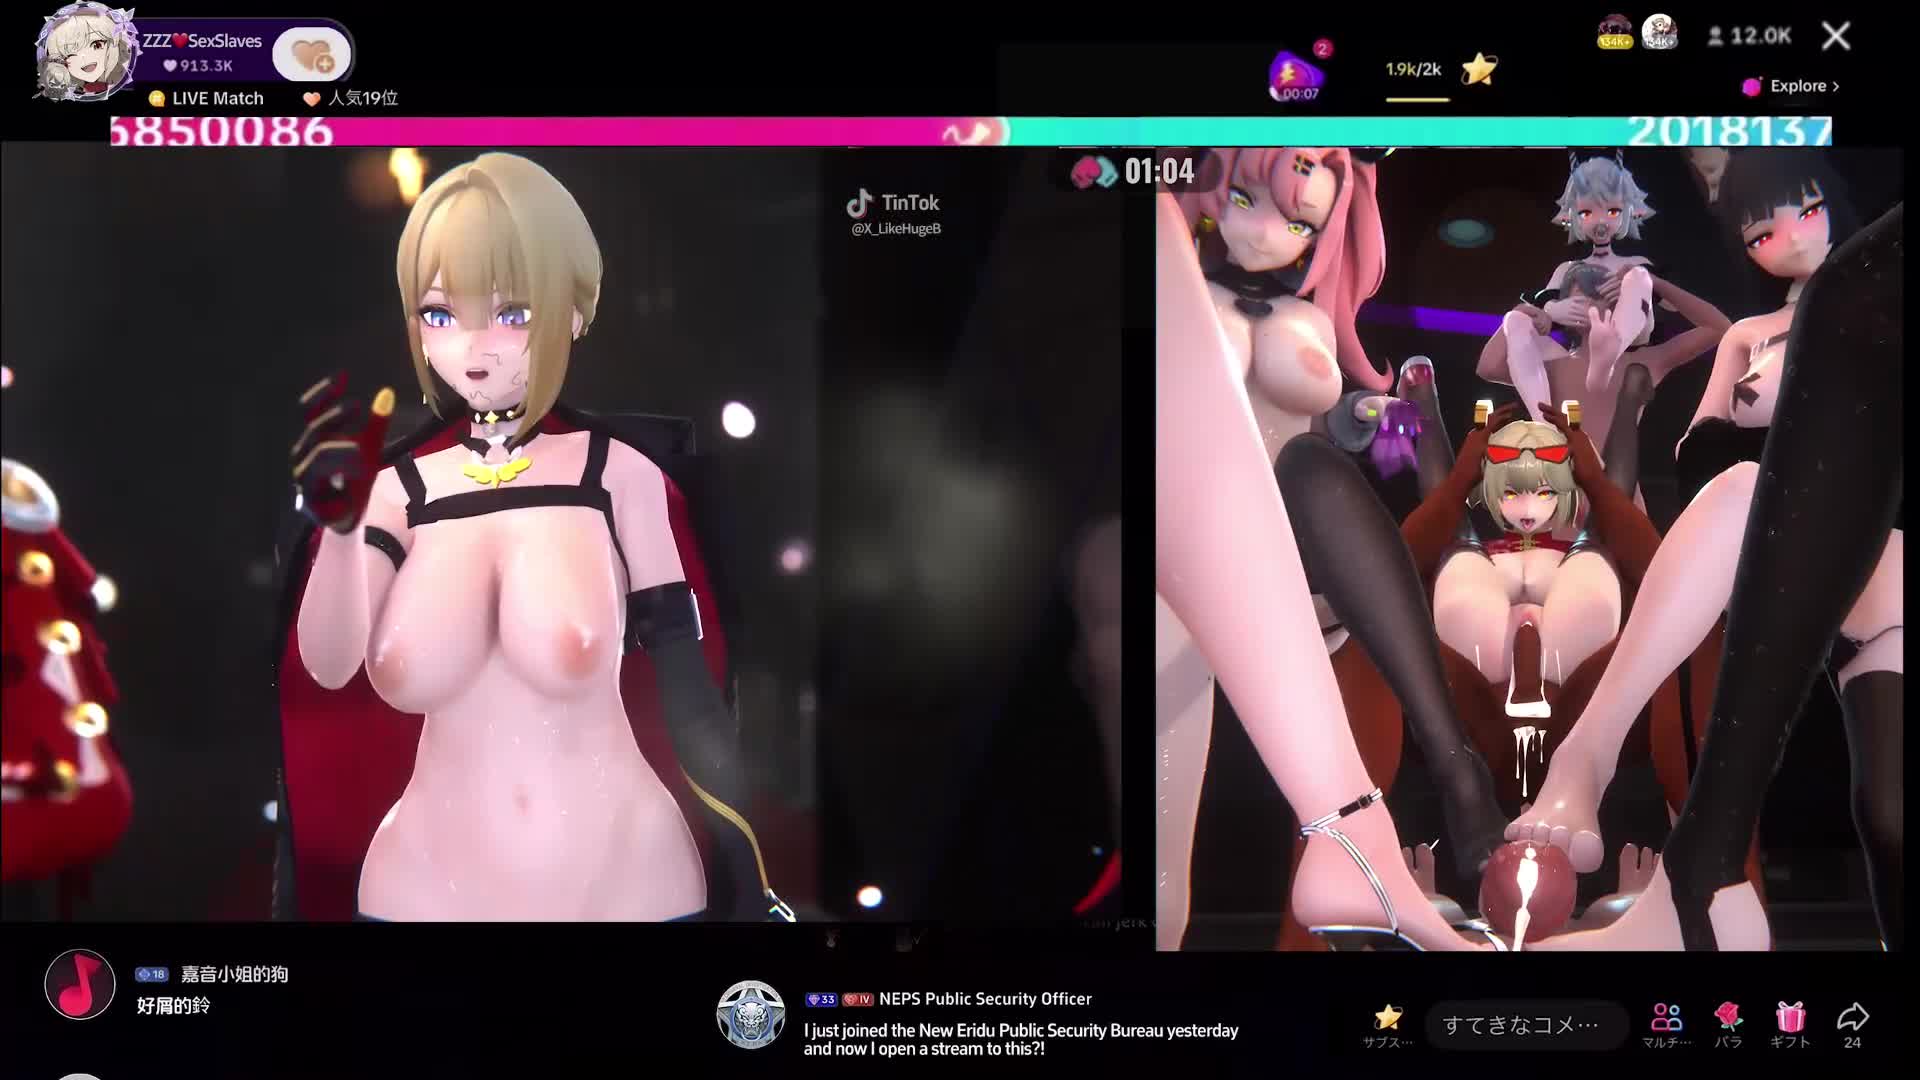 ZZZ❤SexSlaves
913.3K
LIVE Match
人気19位
2
00:07
1.9k/2k
134K+
134K+
12.0K
Explore >
6850086
2018137
01:04
TinTok
@X_LikeHugeB
18 嘉音小姐的狗
好屑的鈴
33 IV NEPS Public Security Officer
I just joined the New Eridu Public Security Bureau yesterday
and now I open a stream to this?!
サブス…
すてきなコメ…
マルチ…
バラ
ギフト
24